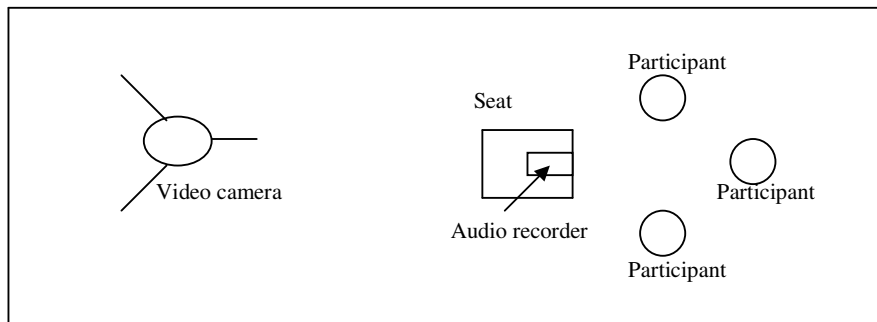 Participant
Seat
Video camera
Participant
Audio recorder
Participant